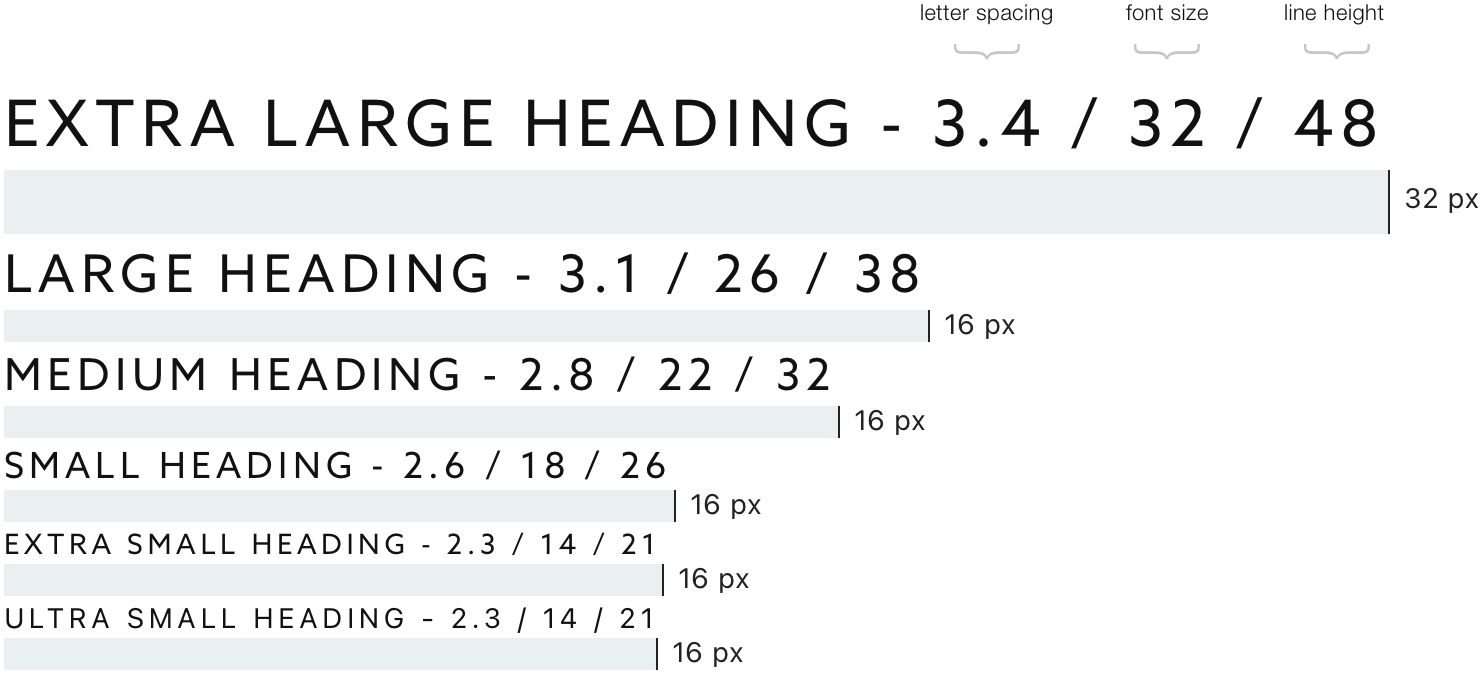 letter spacing font size line height
EXTRA LARGE HEADING - 3.4 / 32 / 48
32 px
LARGE HEADING - 3.1 / 26 / 38
16 px
MEDIUM HEADING - 2.8 / 22 / 32
16 px
SMALL HEADING - 2.6 / 18 / 26
16 px
EXTRA SMALL HEADING - 2.3 / 14 / 21
16 px
ULTRA SMALL HEADING - 2.3 / 14 / 21
16 px